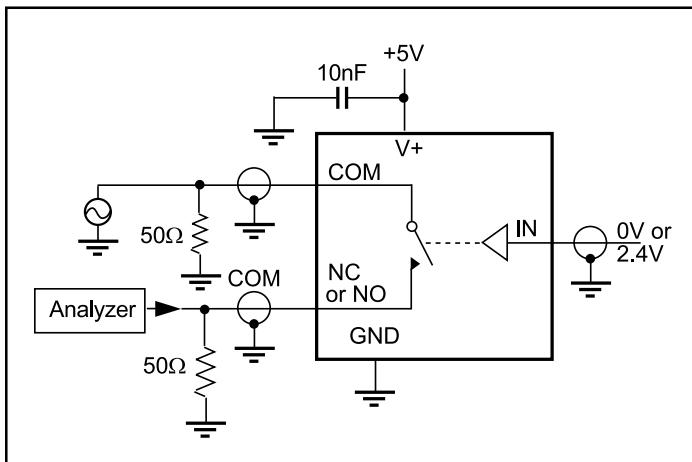 +5V
10nF
V+
COM
IN
0V or
2.4V
50Ω
COM
NC
or NO
Analyzer
GND
50Ω